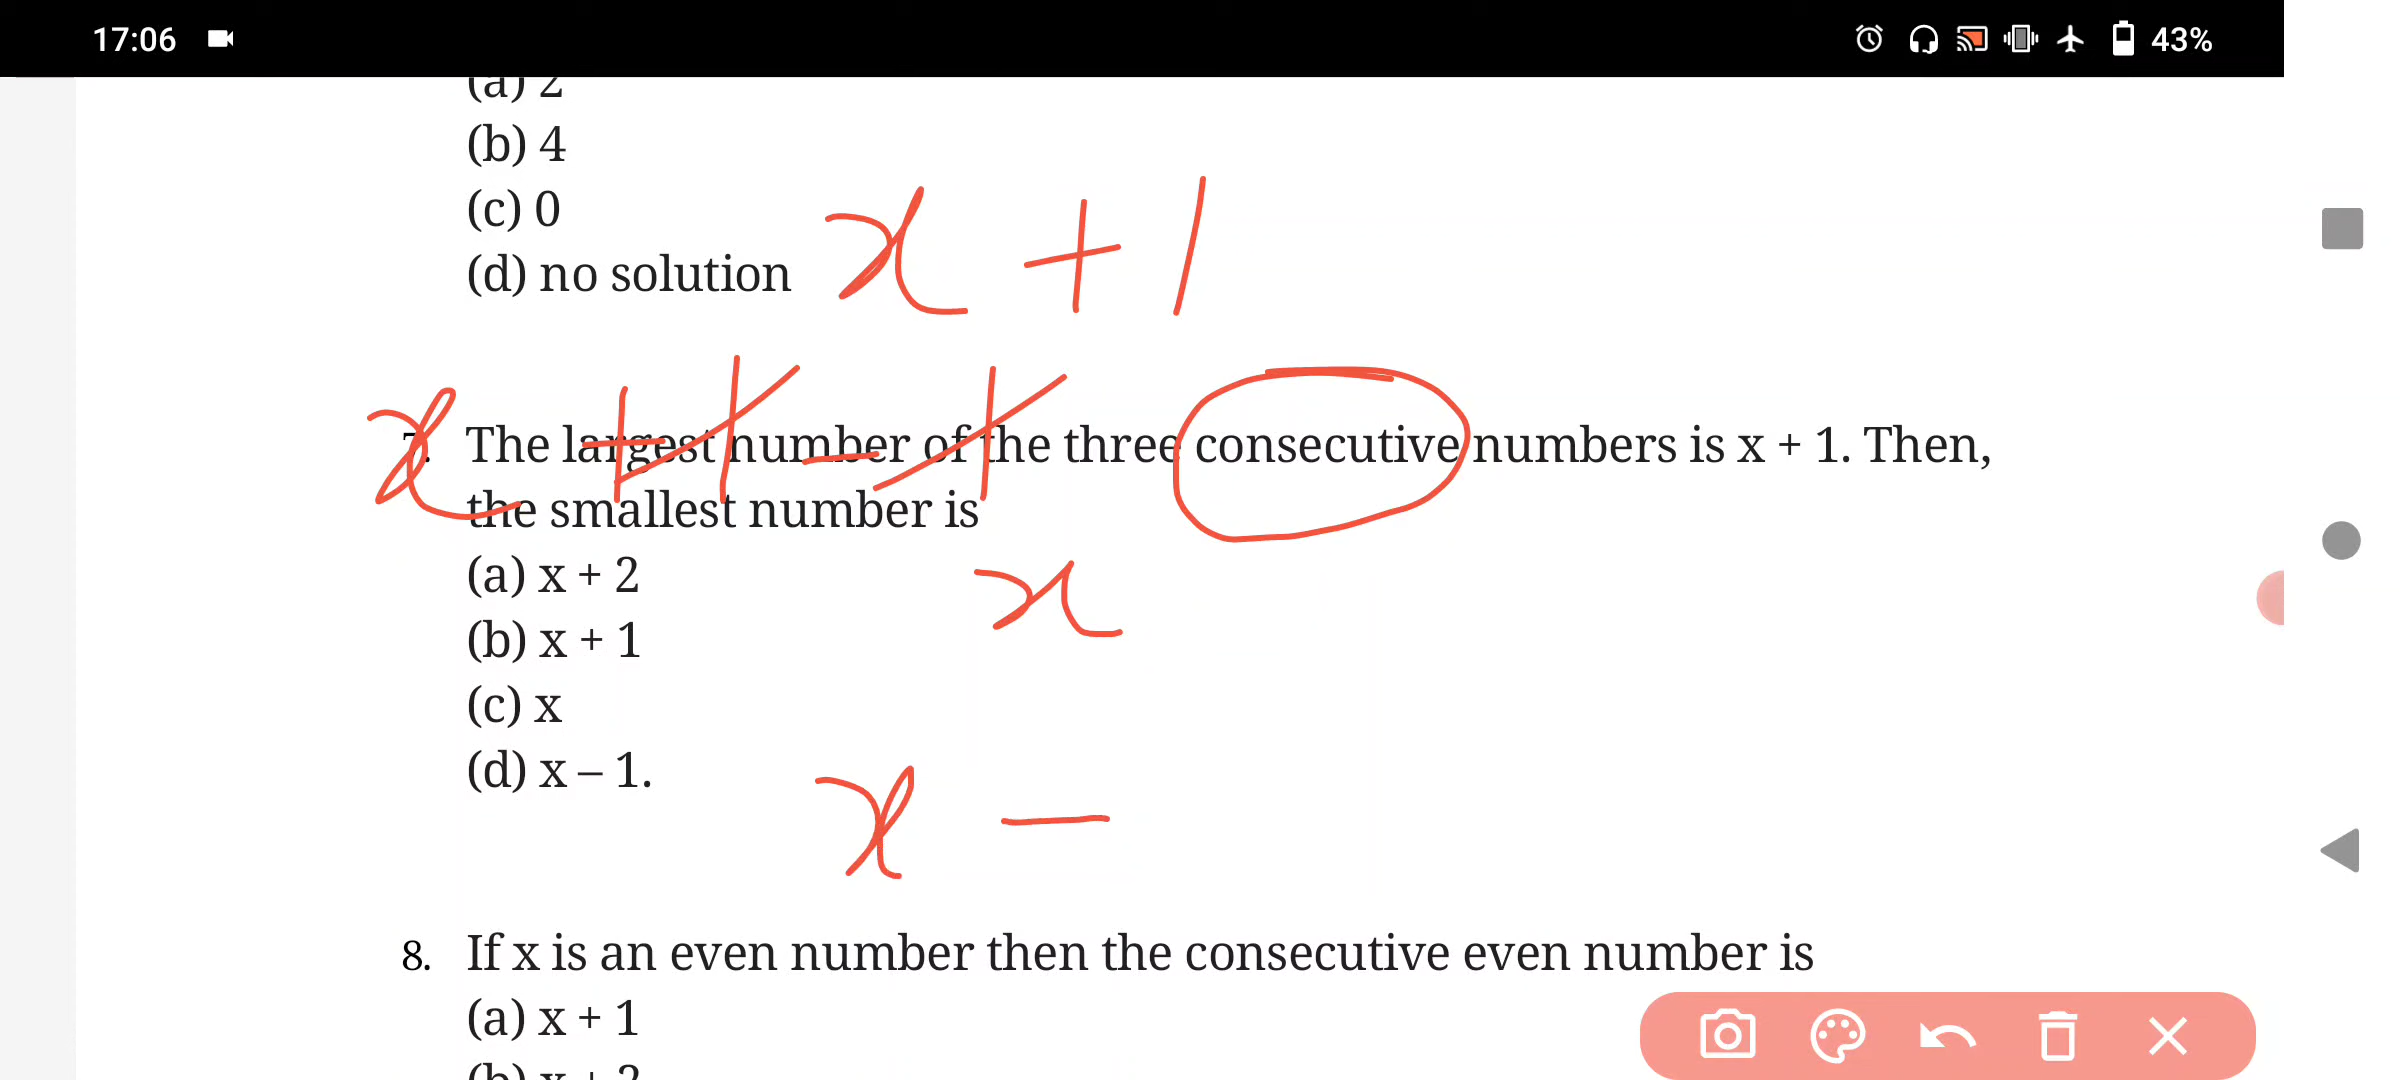 17:06 43%
(a) 2
(b) 4
(c) 0
(d) no solution
x + 1
7. The largest number of the three consecutive numbers is x + 1. Then,
x + 1 - 1
the smallest number is
(a) x + 2
x
(b) x + 1
(c) x
(d) x – 1.
x –
8. If x is an even number then the consecutive even number is
(a) x + 1
(b) x + 2